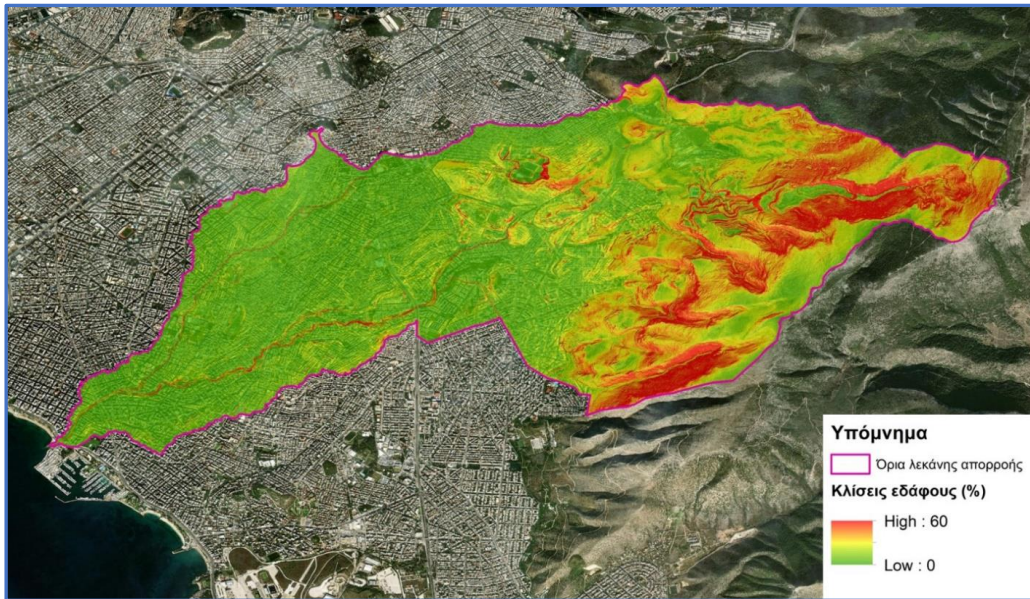 Υπόμνημα
Όρια λεκάνης απορροής
Κλίσεις εδάφους (%)
High : 60
Low : 0